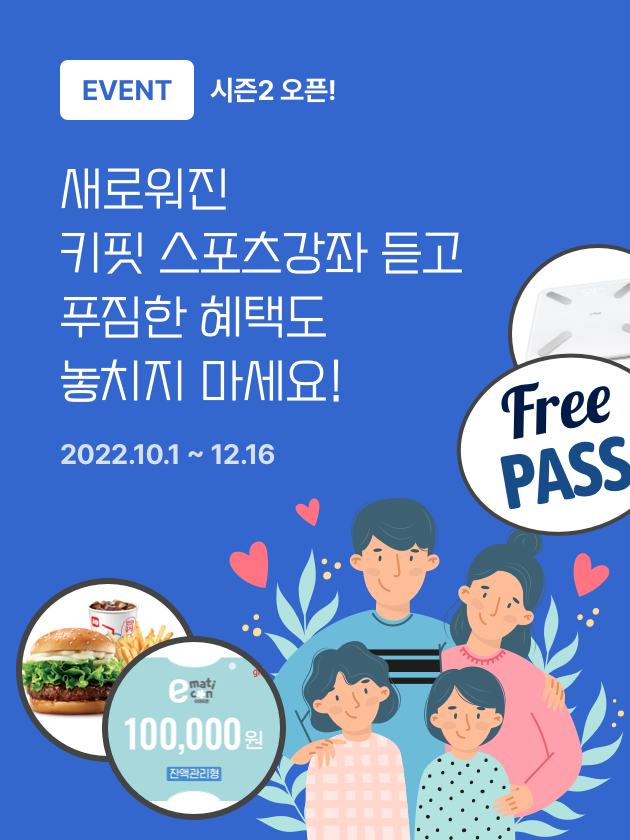 EVENT 시즌2 오픈!
새로워진
키핏 스포츠강좌 듣고
푸짐한 혜택도
놓치지 마세요!
2022.10.1 ~ 12.16
Free
PASS
ematicon
100,000원
잔액관리형